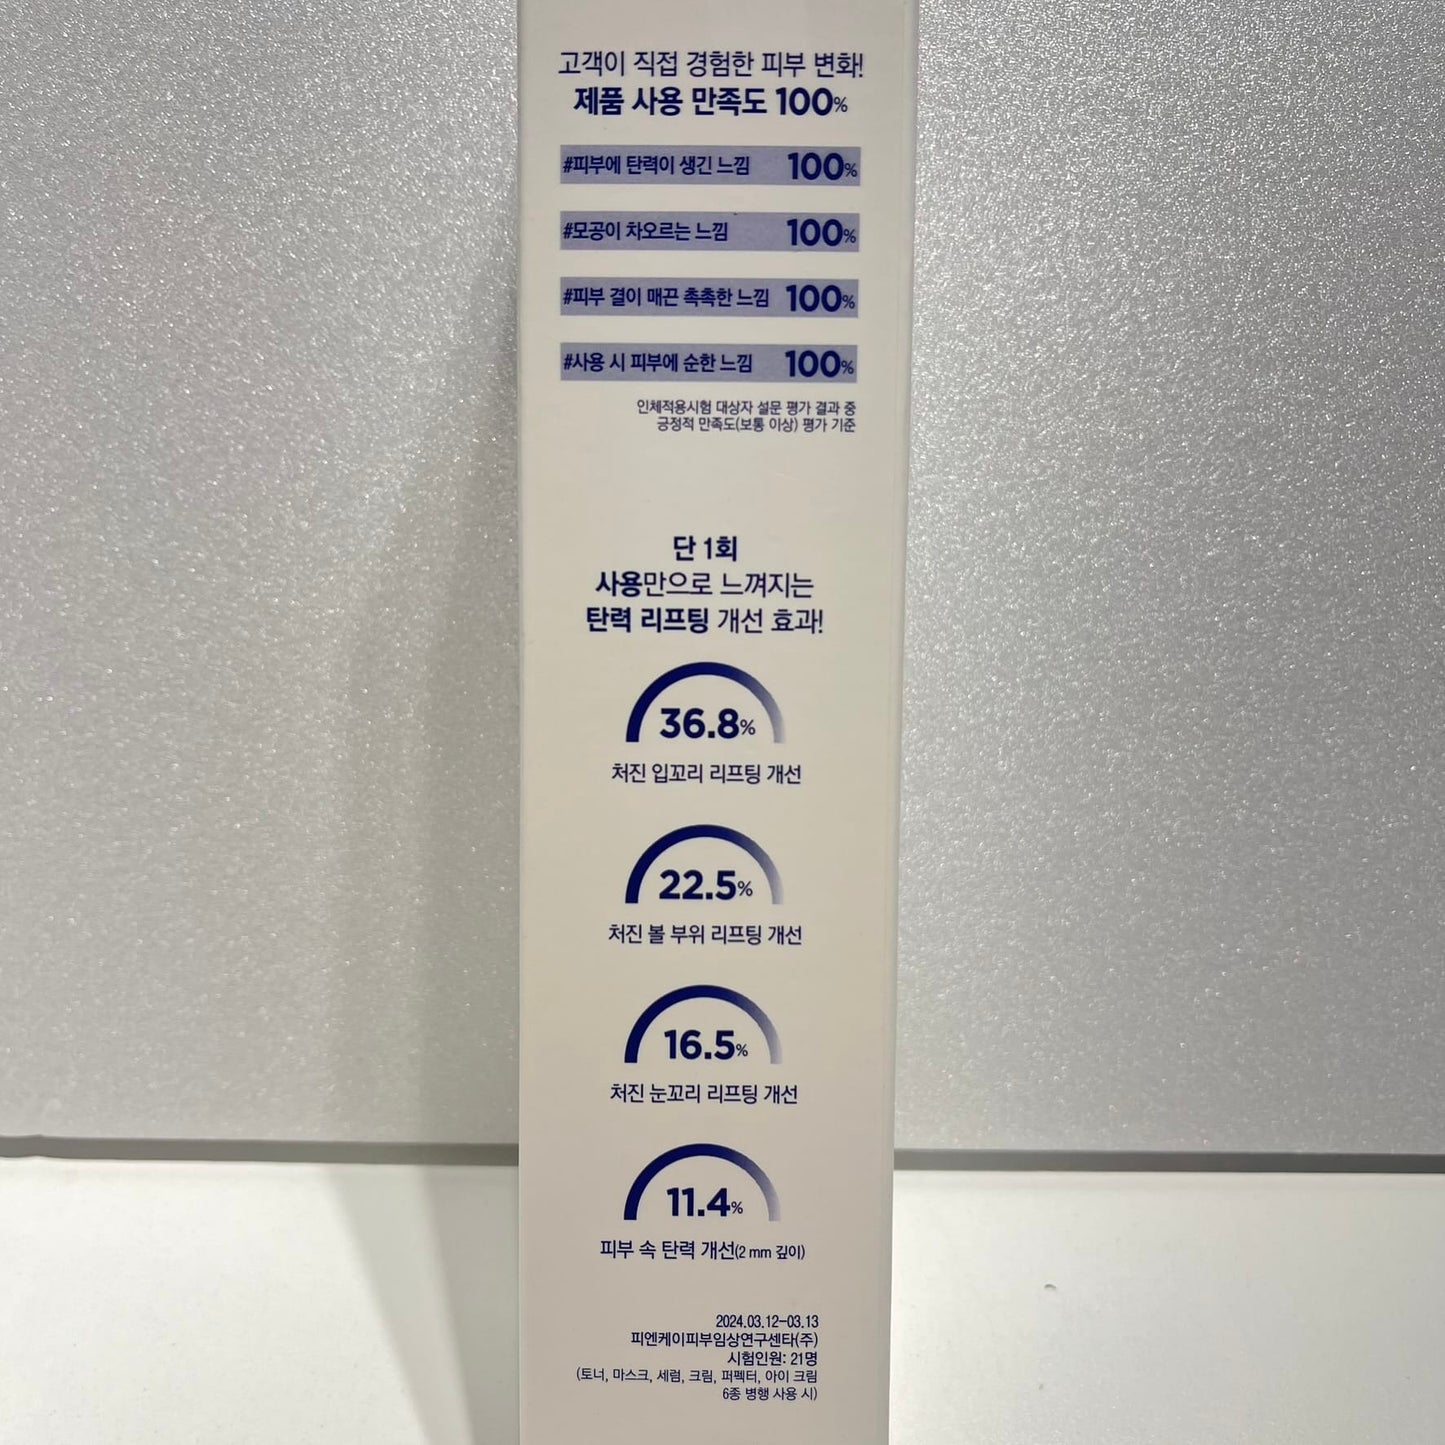 고객이 직접 경험한 피부 변화!
제품 사용 만족도 100%
#피부에 탄력이 생긴 느낌 100%
#모공이 차오르는 느낌 100%
#피부 결이 매끈 촉촉한 느낌 100%
#사용 시 피부에 순한 느낌 100%
인체적용시험 대상자 설문 평가 결과 중
긍정적 만족도(보통 이상) 평가 기준
단 1회
사용만으로 느껴지는
탄력 리프팅 개선 효과!
36.8%
처진 입꼬리 리프팅 개선
22.5%
처진 볼 부위 리프팅 개선
16.5%
처진 눈꼬리 리프팅 개선
11.4%
피부 속 탄력 개선(2 mm 깊이)
2024.03.12-03.13
피엔케이피부임상연구센타(주)
시험인원: 21명
(토너, 마스크, 세럼, 크림, 퍼펙터, 아이 크림
6종 병행 사용 시)